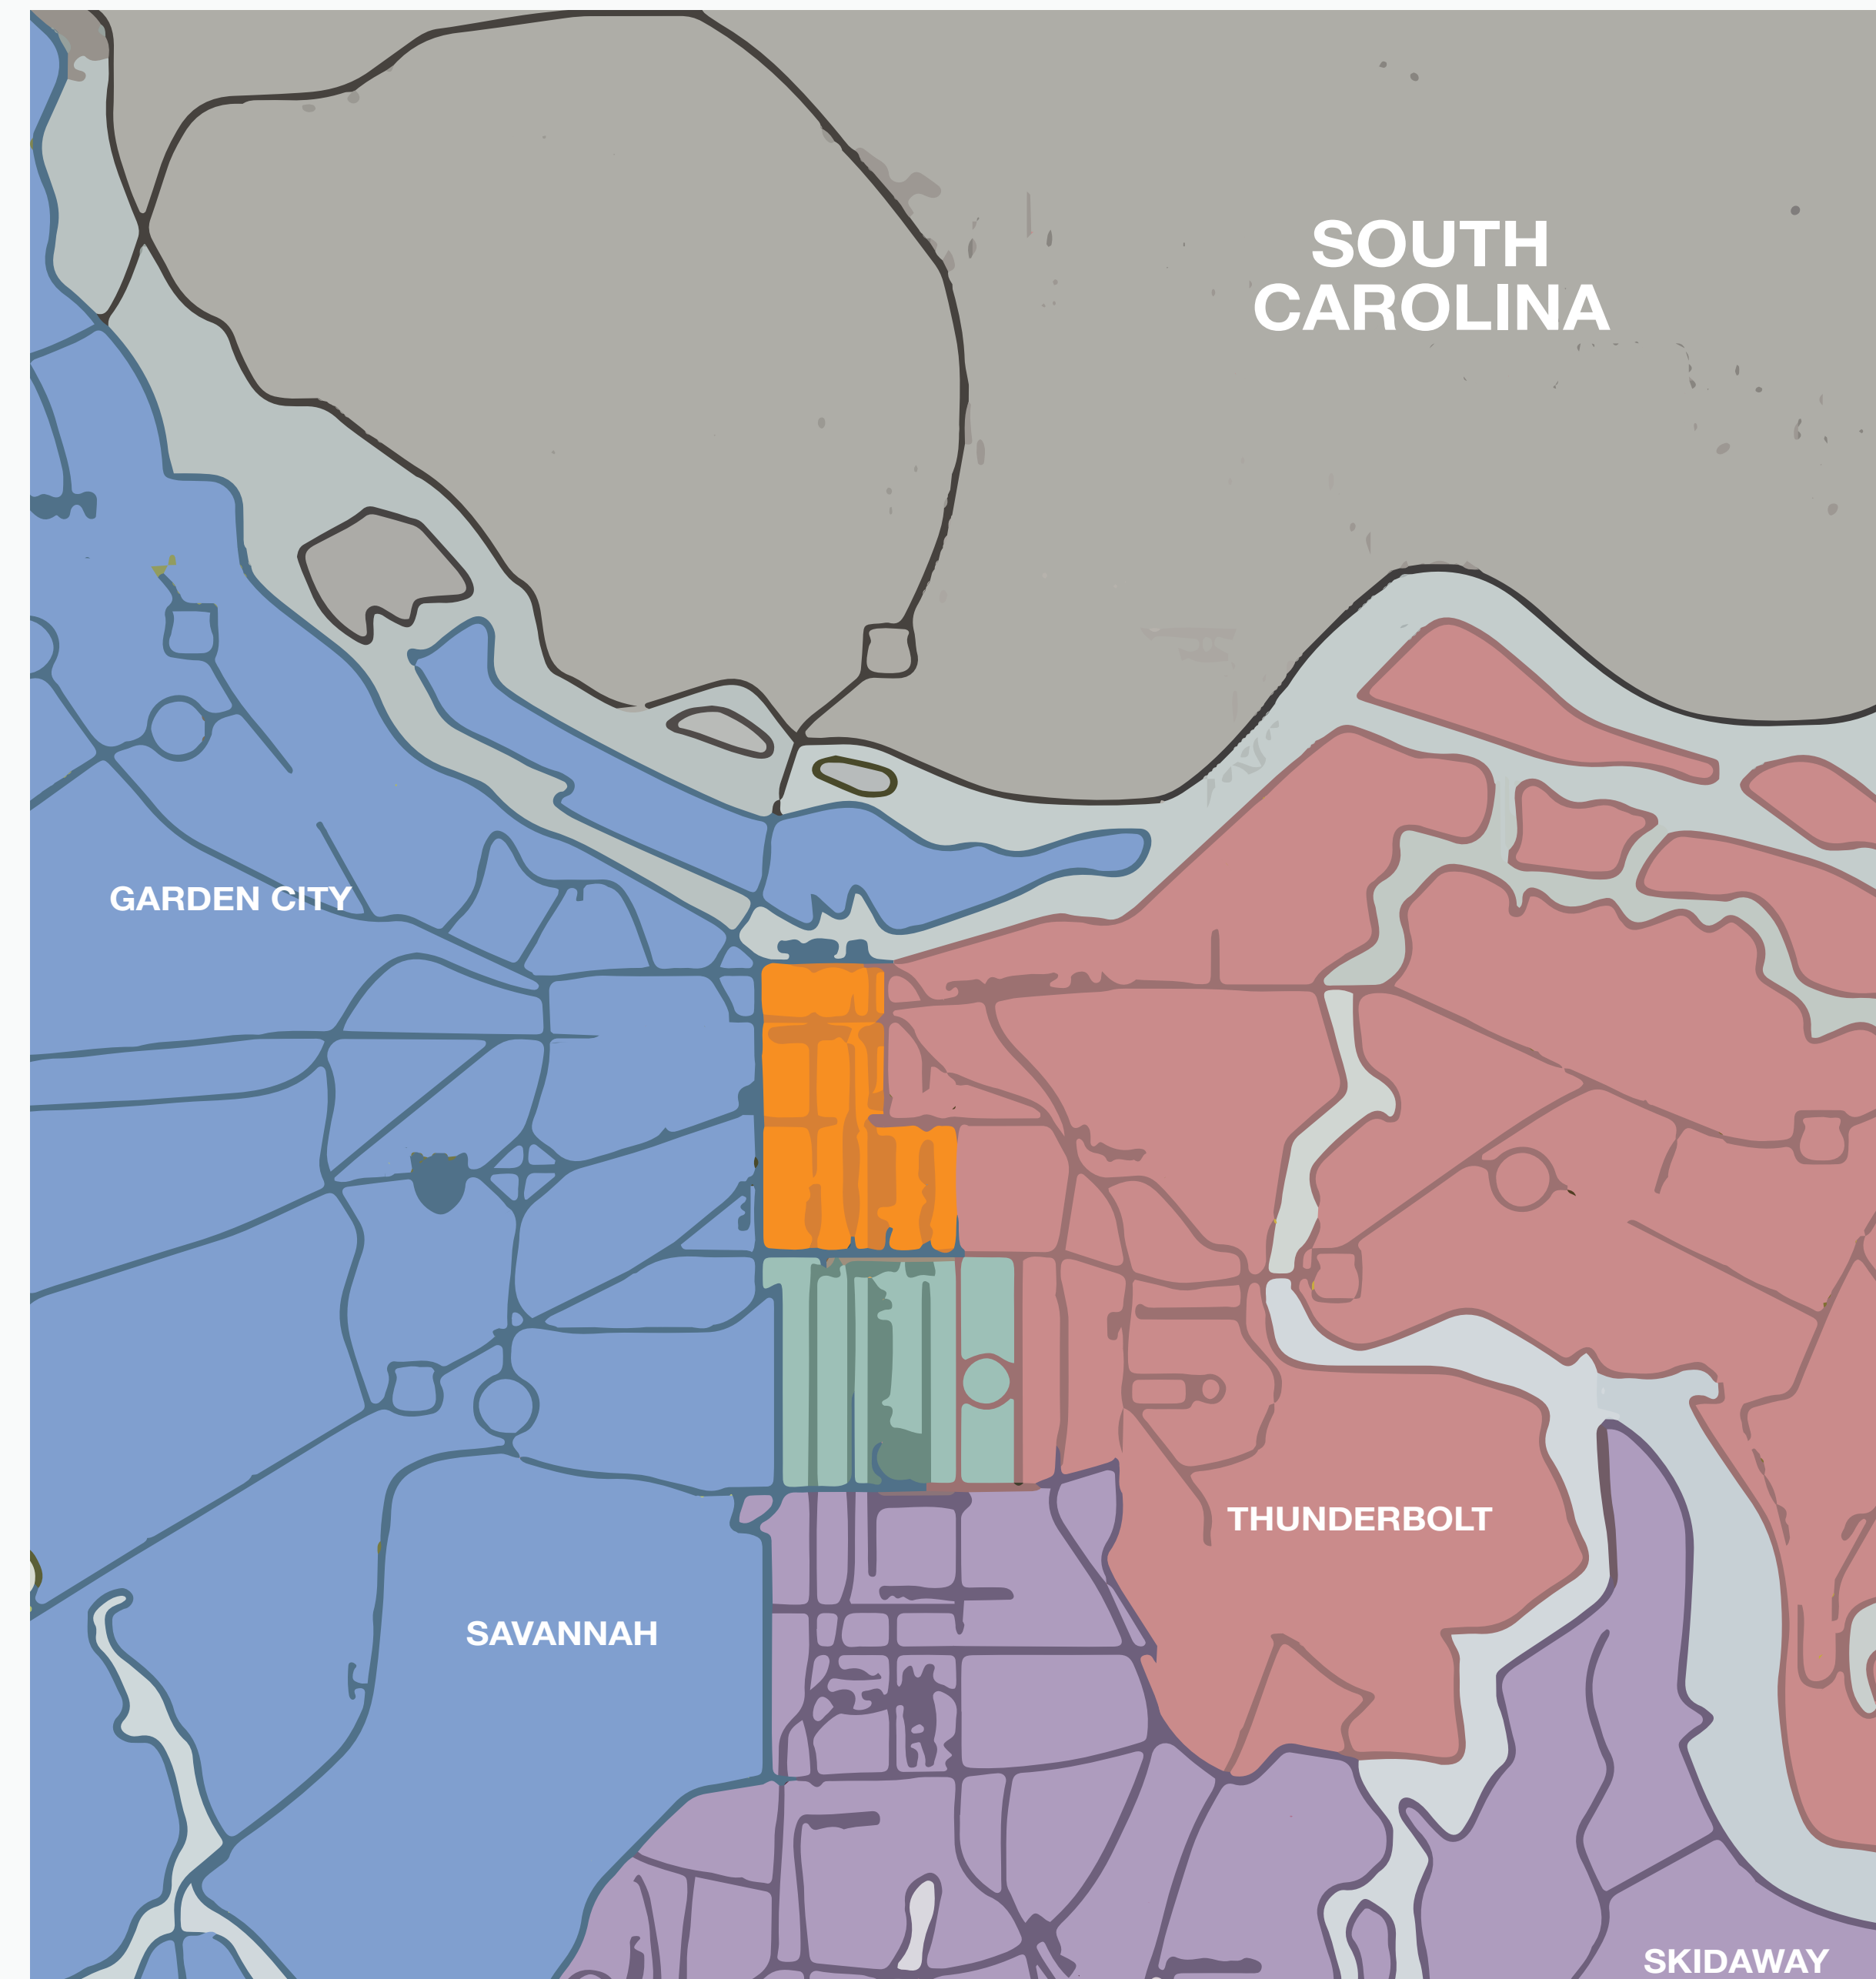 SOUTH
CAROLINA
GARDEN CITY
THUNDERBOLT
SAVANNAH
SKIDAWAY